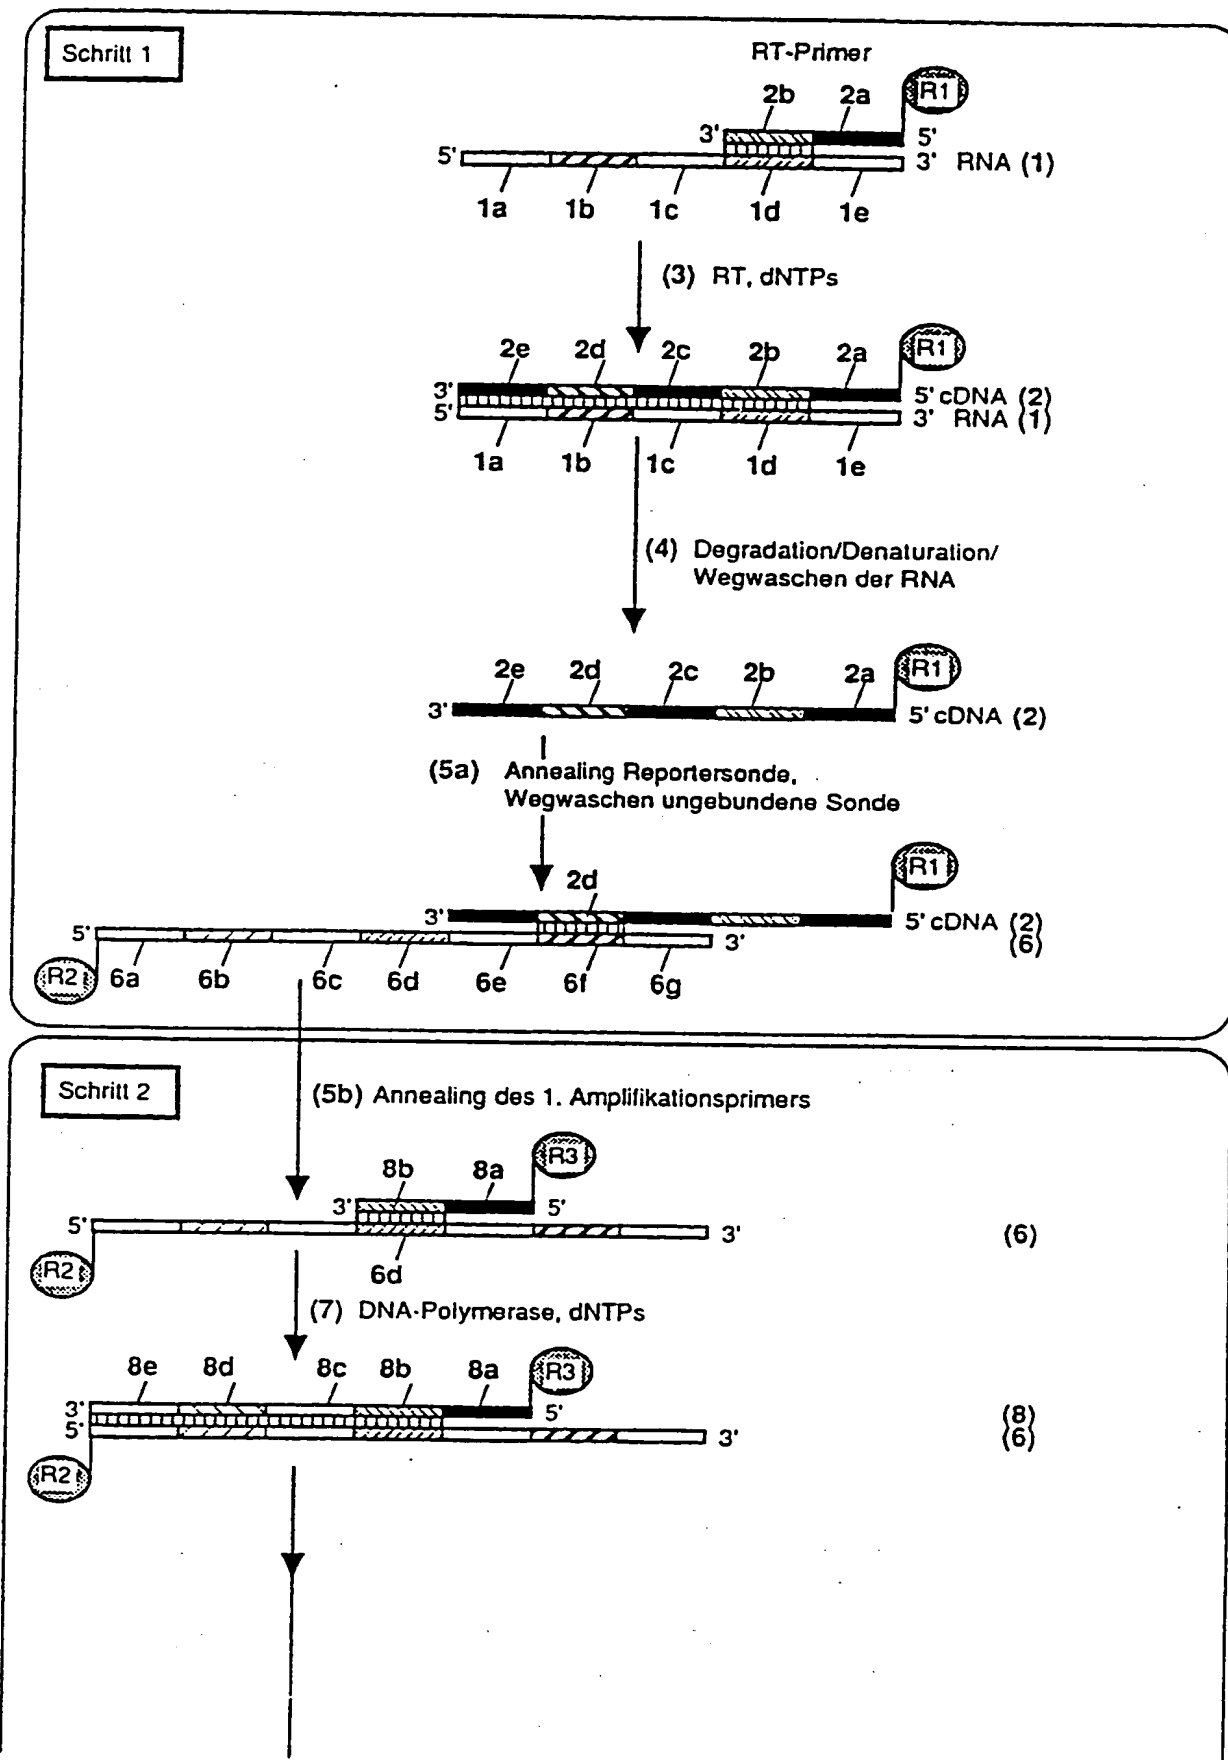 Schritt 1
RT-Primer
R1
2b 2a
3' 5'
5' 3' RNA (1)
1a 1b 1c 1d 1e
(3) RT, dNTPs
R1
2e 2d 2c 2b 2a
3' 5' cDNA (2)
5' 3' RNA (1)
1a 1b 1c 1d 1e
(4) Degradation/Denaturation/
Wegwaschen der RNA
R1
2e 2d 2c 2b 2a
3' 5' cDNA (2)
(5a) Annealing Reportersonde,
Wegwaschen ungebundene Sonde
R1
2d
3' 5' cDNA (2)
5' 3' (6)
R2 6a 6b 6c 6d 6e 6f 6g
Schritt 2
(5b) Annealing des 1. Amplifikationsprimers
R3
8b 8a
3' 5'
5' 3' (6)
R2
6d
(7) DNA-Polymerase, dNTPs
R3
8e 8d 8c 8b 8a
3' 5' (8)
5' 3' (6)
R2